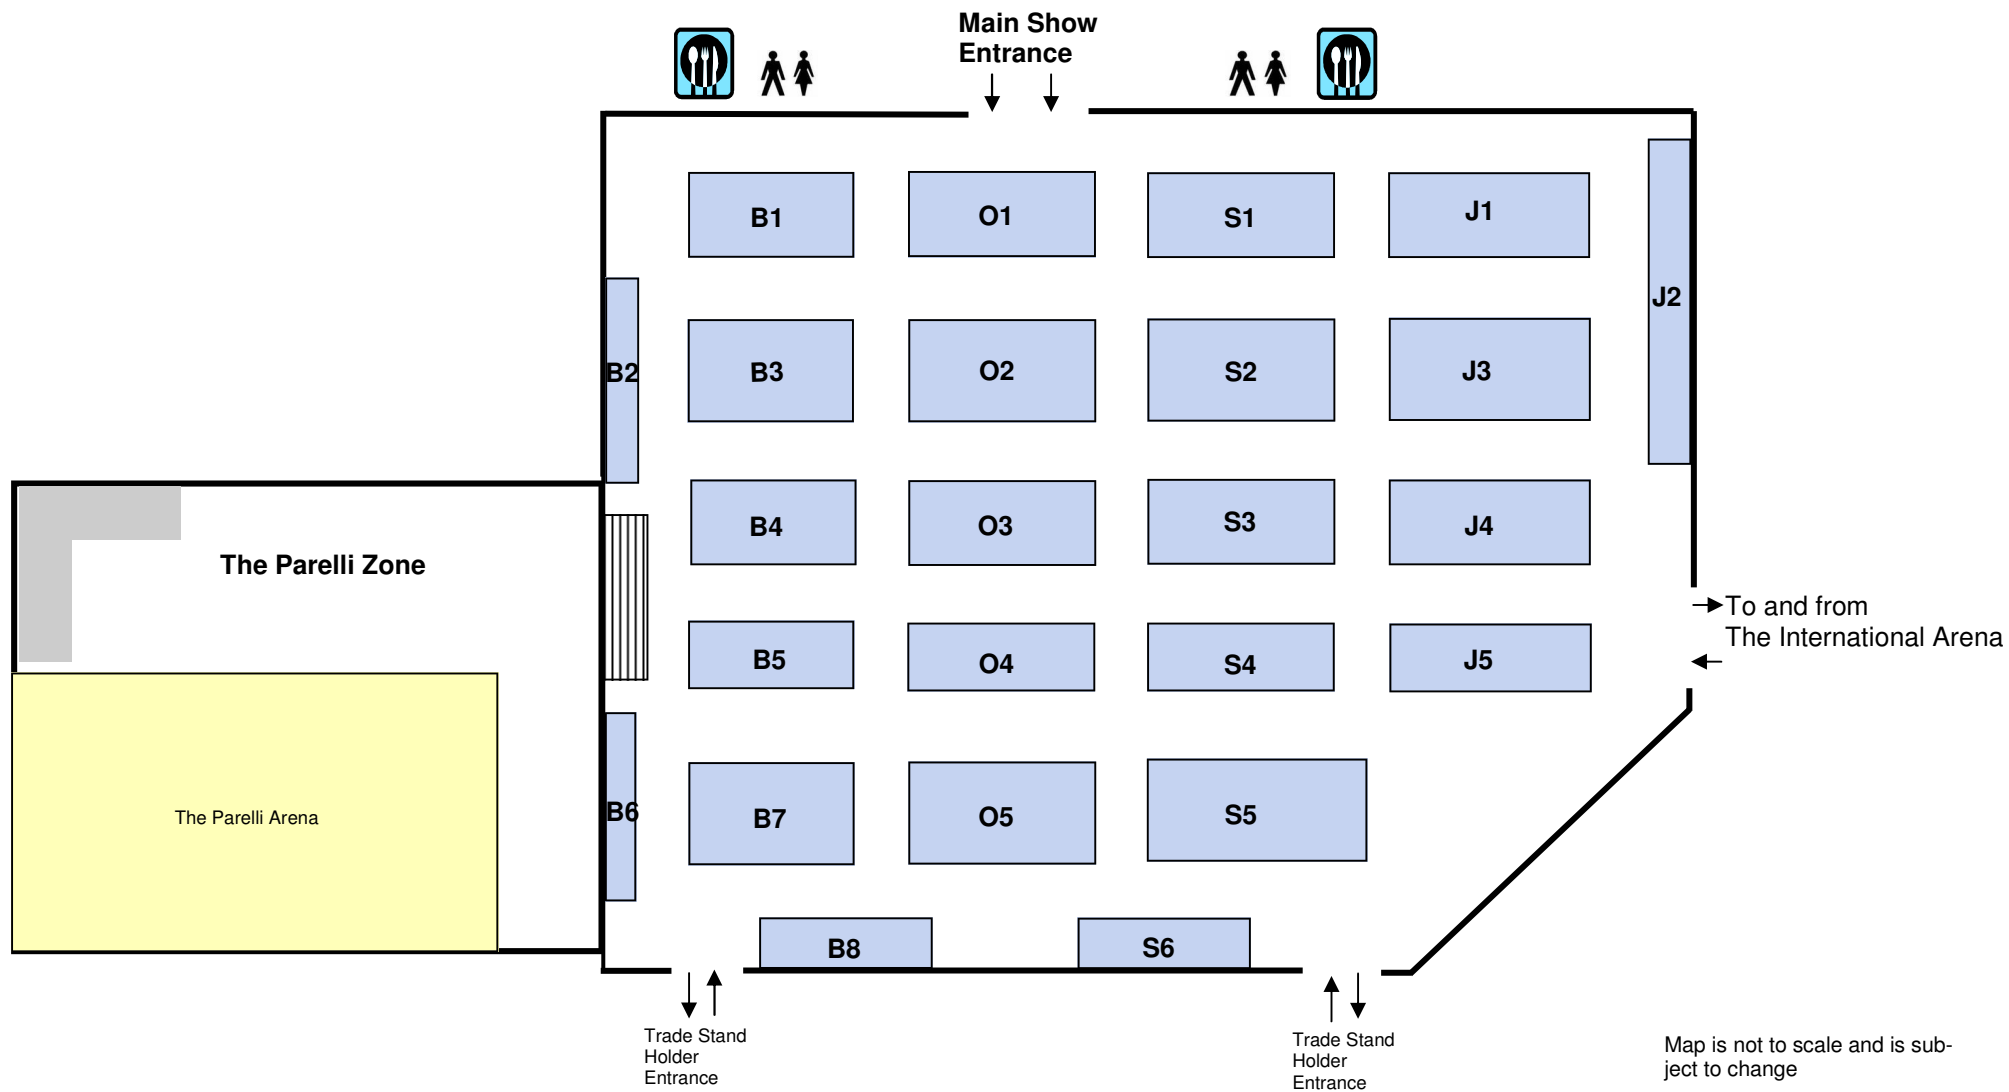 Main Show
Entrance
B1
O1
S1
J1
J2
B2
B3
O2
S2
J3
B4
O3
S3
J4
The Parelli Zone
To and from
The International Arena
B5
O4
S4
J5
The Parelli Arena
B6
B7
O5
S5
B8
S6
Trade Stand
Holder
Entrance
Trade Stand
Holder
Entrance
Map is not to scale and is sub-
ject to change